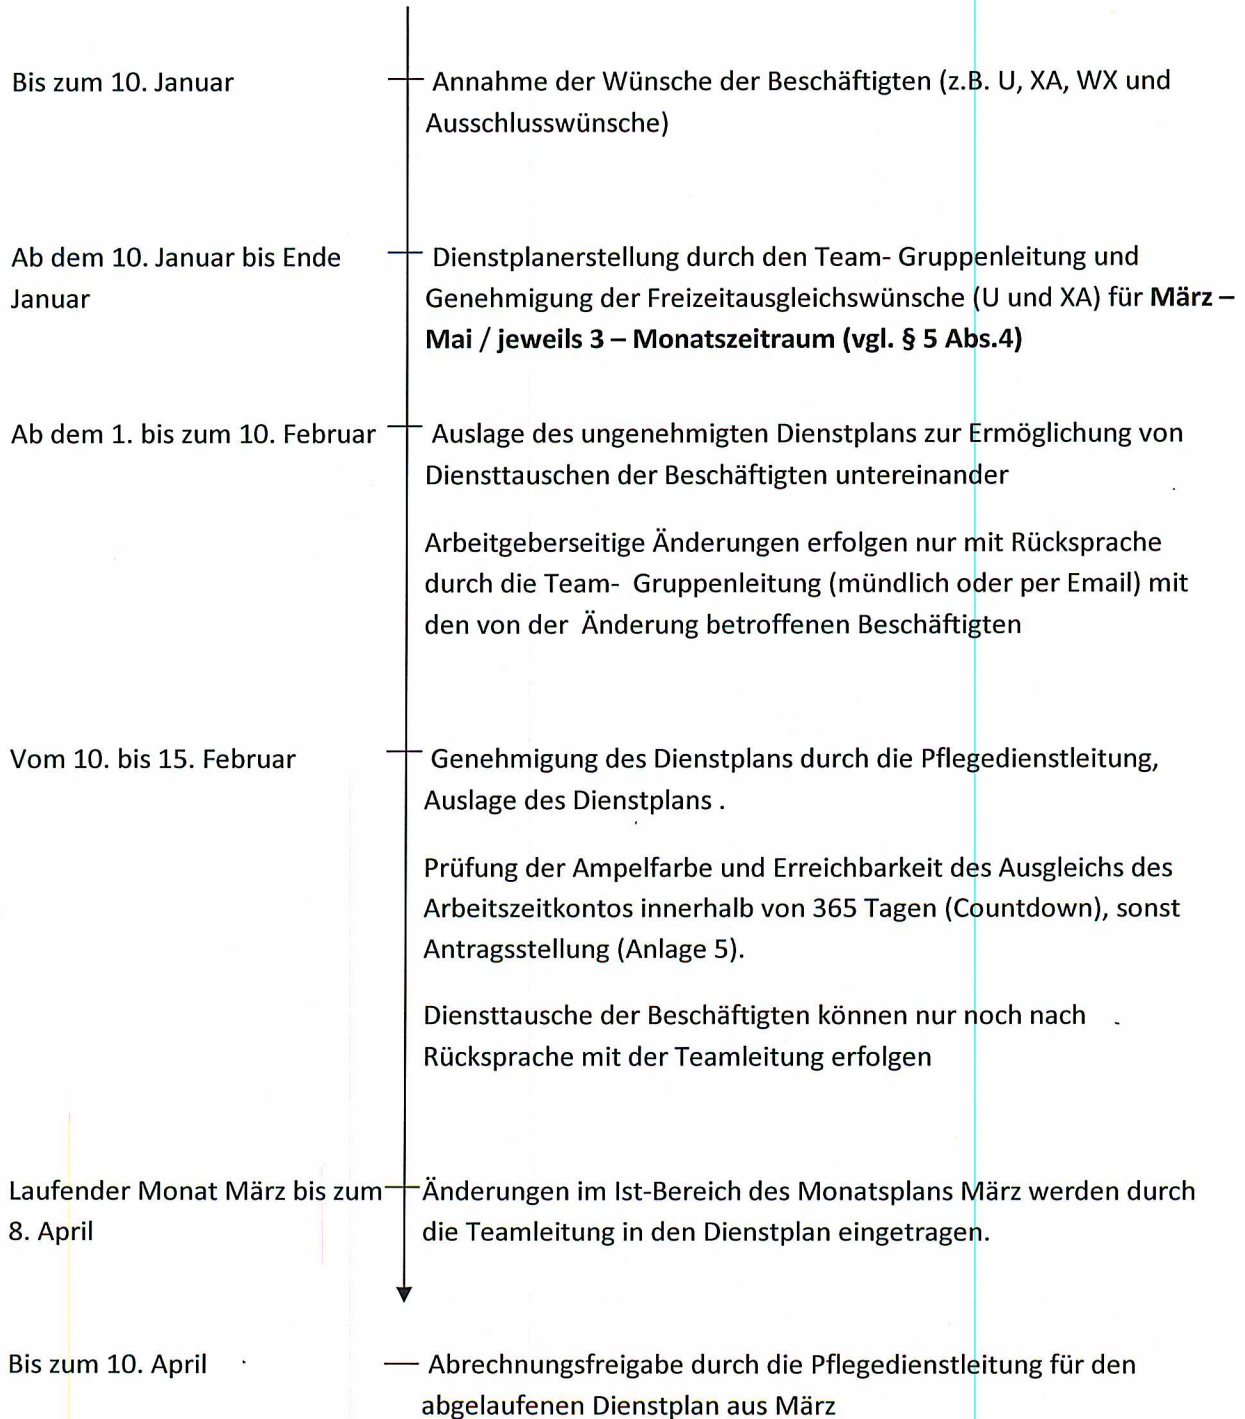 Bis zum 10. Januar
Annahme der Wünsche der Beschäftigten (z.B. U, XA, WX und
Ausschlusswünsche)
Ab dem 10. Januar bis Ende
Januar
Dienstplanerstellung durch den Team- Gruppenleitung und
Genehmigung der Freizeitausgleichswünsche (U und XA) für März –
Mai / jeweils 3 – Monatszeitraum (vgl. § 5 Abs.4)
Ab dem 1. bis zum 10. Februar
Auslage des ungenehmigten Dienstplans zur Ermöglichung von
Diensttauschen der Beschäftigten untereinander
Arbeitgeberseitige Änderungen erfolgen nur mit Rücksprache
durch die Team- Gruppenleitung (mündlich oder per Email) mit
den von der Änderung betroffenen Beschäftigten
Vom 10. bis 15. Februar
Genehmigung des Dienstplans durch die Pflegedienstleitung,
Auslage des Dienstplans .
Prüfung der Ampelfarbe und Erreichbarkeit des Ausgleichs des
Arbeitszeitkontos innerhalb von 365 Tagen (Countdown), sonst
Antragsstellung (Anlage 5).
Diensttausche der Beschäftigten können nur noch nach
Rücksprache mit der Teamleitung erfolgen
Laufender Monat März bis zum
8. April
Änderungen im Ist-Bereich des Monatsplans März werden durch
die Teamleitung in den Dienstplan eingetragen.
Bis zum 10. April
Abrechnungsfreigabe durch die Pflegedienstleitung für den
abgelaufenen Dienstplan aus März